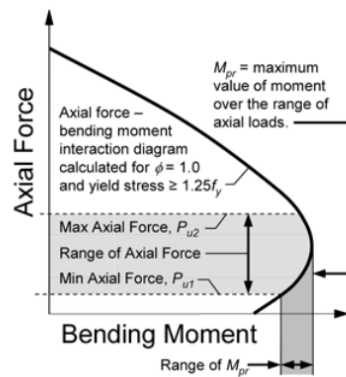 M_pr = maximum
value of moment
over the range of
axial loads.
Axial force –
bending moment
interaction diagram
calculated for ϕ = 1.0
and yield stress ≥ 1.25f_y
Axial Force
Max Axial Force, P_u2
Range of Axial Force
Min Axial Force, P_u1
Bending Moment
Range of M_pr